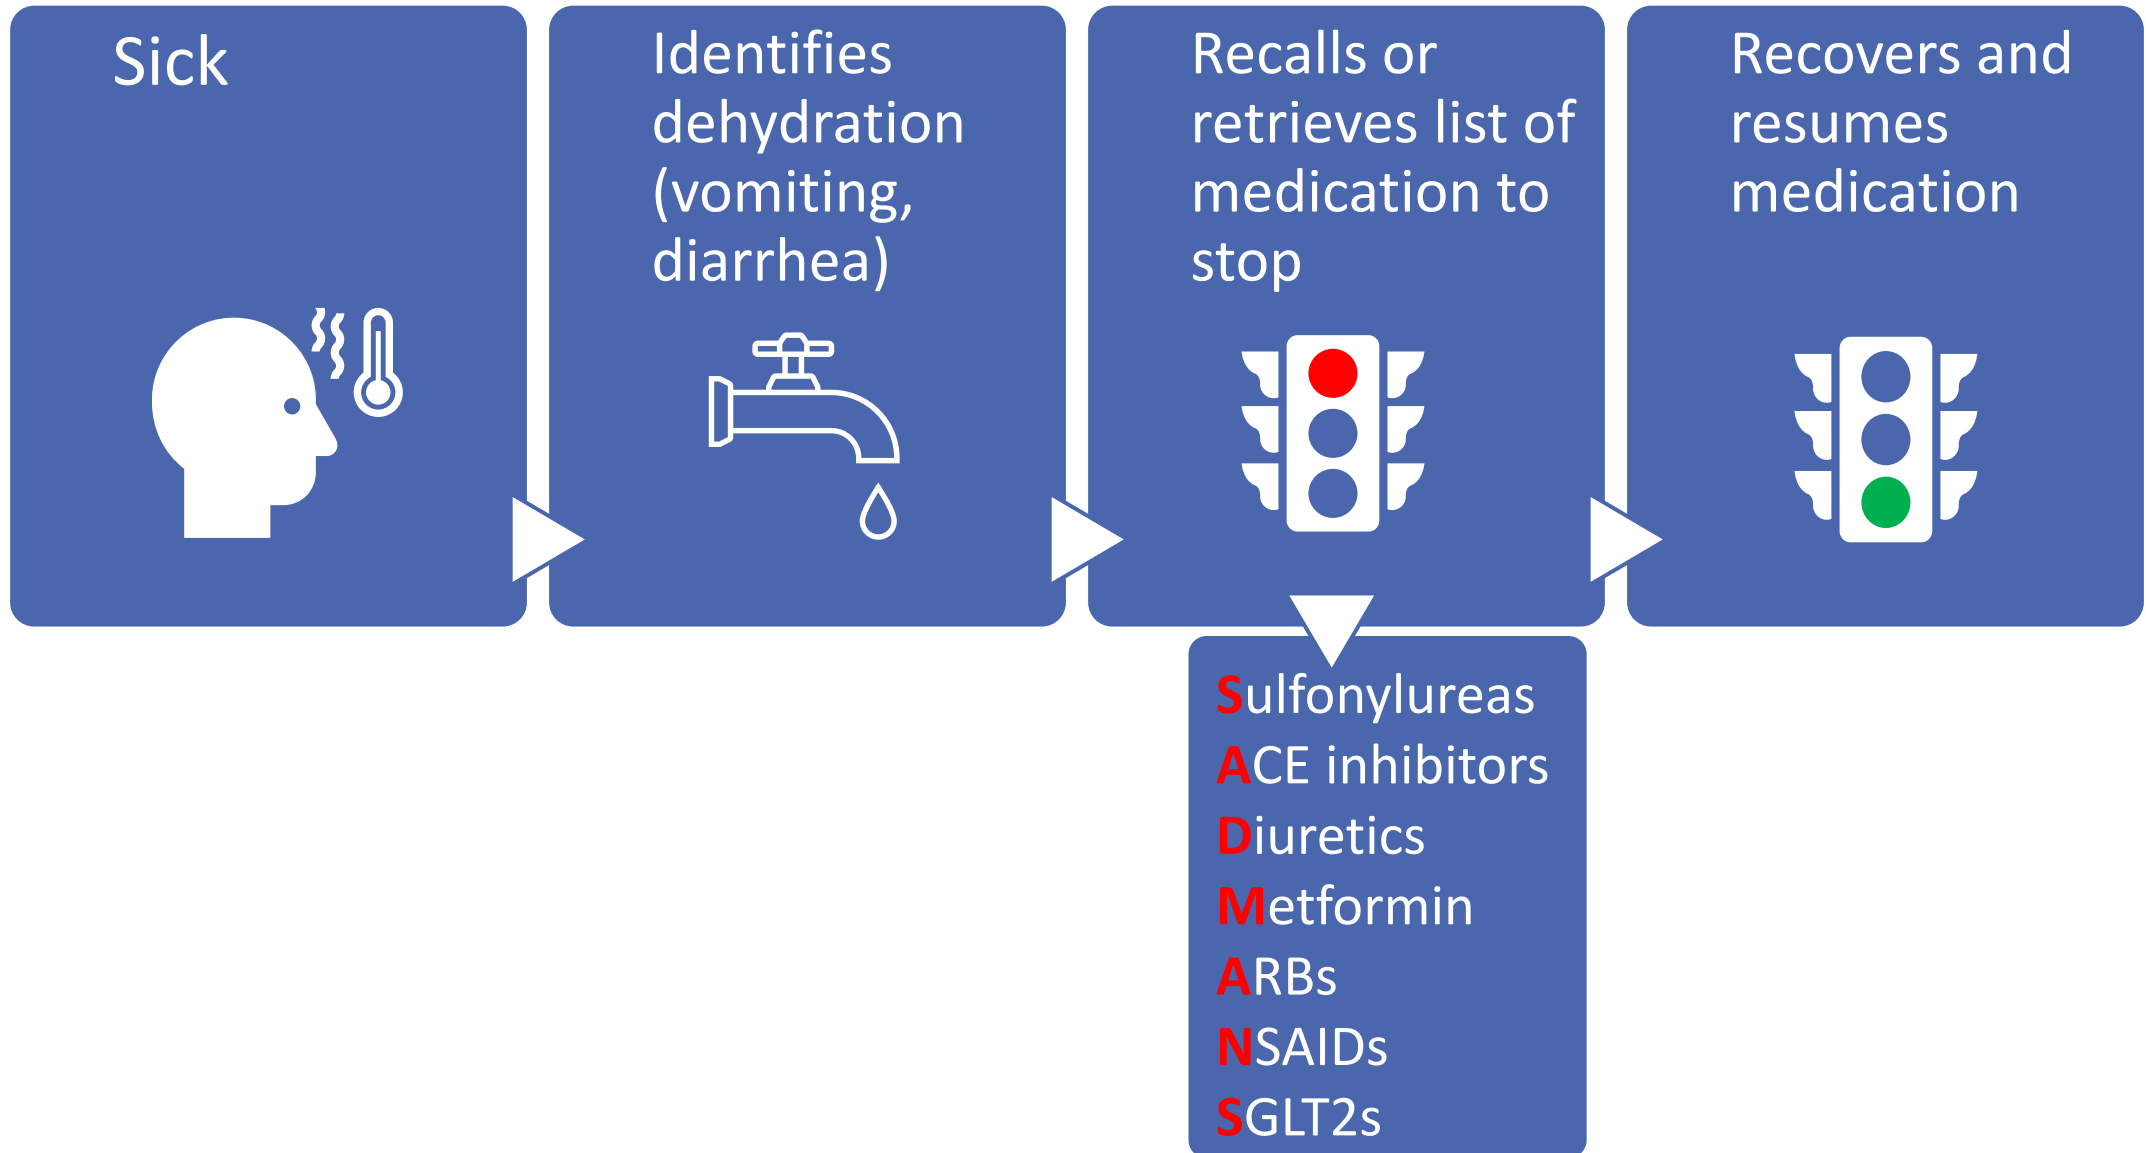 Sick
Identifies
dehydration
(vomiting,
diarrhea)
Recalls or
retrieves list of
medication to
stop
Recovers and
resumes
medication
Sulfonylureas
ACE inhibitors
Diuretics
Metformin
ARBs
NSAIDs
SGLT2s